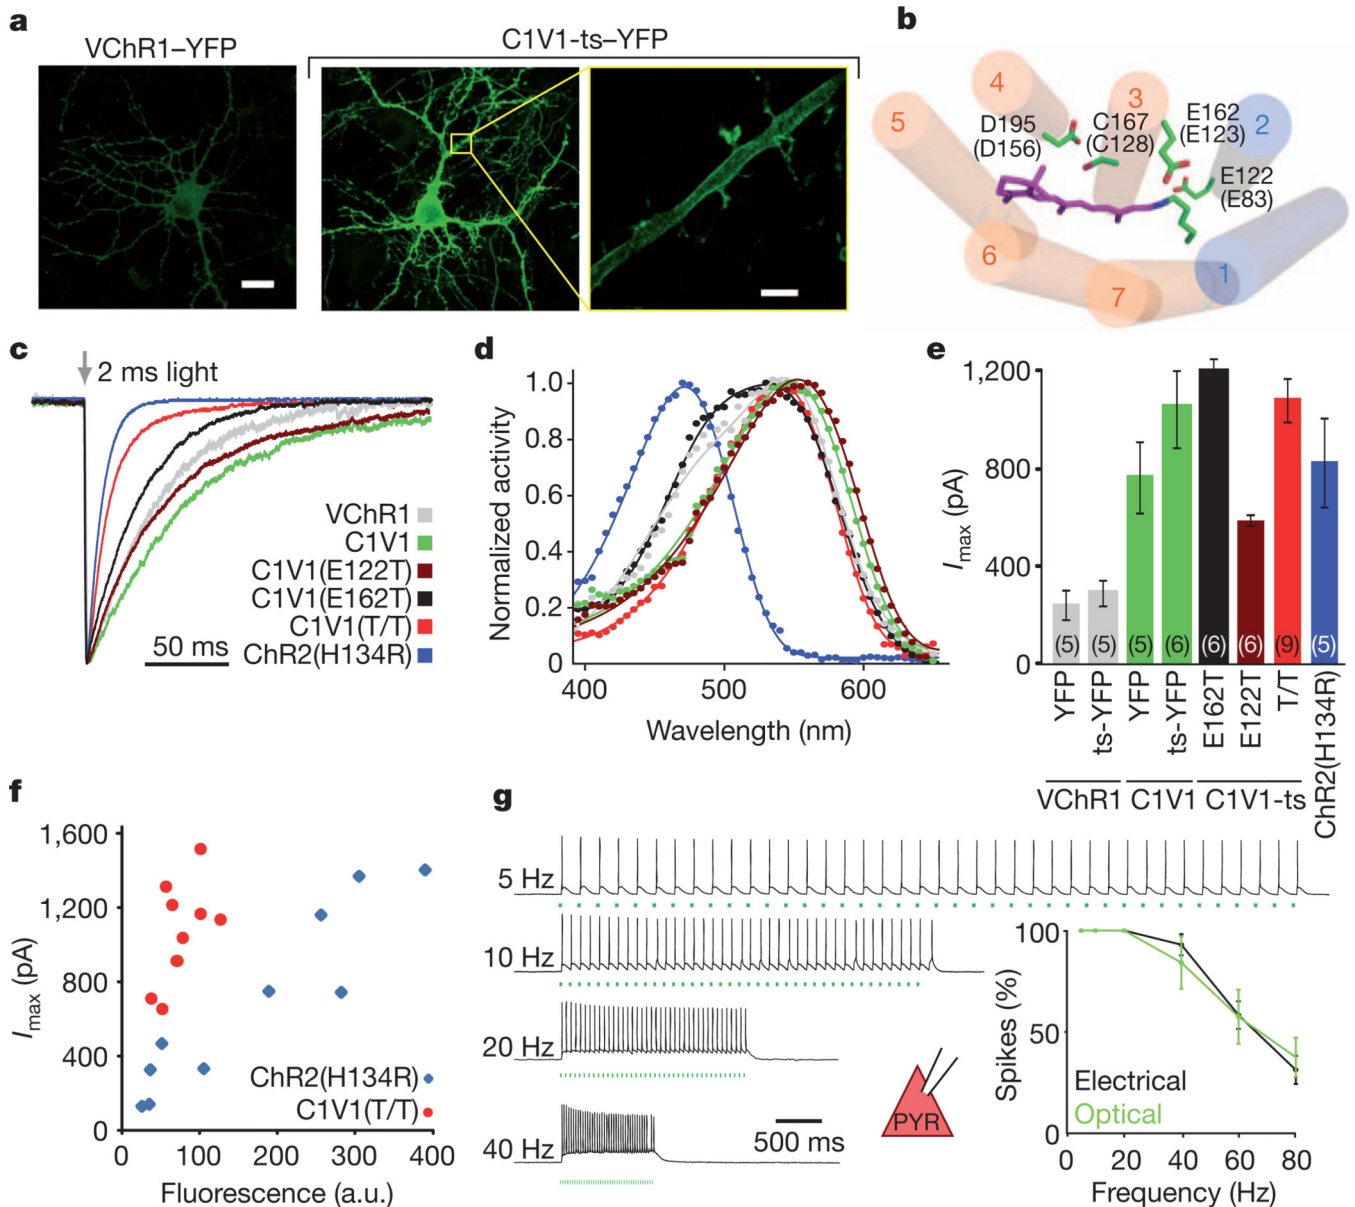 a
VChR1–YFP
C1V1-ts–YFP
b
4
3
5
2
D195
(D156)
C167
(C128)
E162
(E123)
E122
(E83)
6
7
1
c
2 ms light
VChR1
C1V1
C1V1(E122T)
C1V1(E162T)
C1V1(T/T)
ChR2(H134R)
50 ms
d
Normalized activity
1.0
0.8
0.6
0.4
0.2
0
400
500
600
Wavelength (nm)
e
Imax (pA)
1,200
800
400
0
(5)
(5)
(5)
(6)
(6)
(6)
(9)
(5)
YFP
ts-YFP
YFP
ts-YFP
E162T
E122T
T/T
ChR2(H134R)
VChR1
C1V1
C1V1-ts
f
Imax (pA)
1,600
1,200
800
400
0
ChR2(H134R)
C1V1(T/T)
0
100
200
300
400
Fluorescence (a.u.)
g
5 Hz
10 Hz
20 Hz
40 Hz
PYR
500 ms
Spikes (%)
100
50
0
Electrical
Optical
0
20
40
60
80
Frequency (Hz)